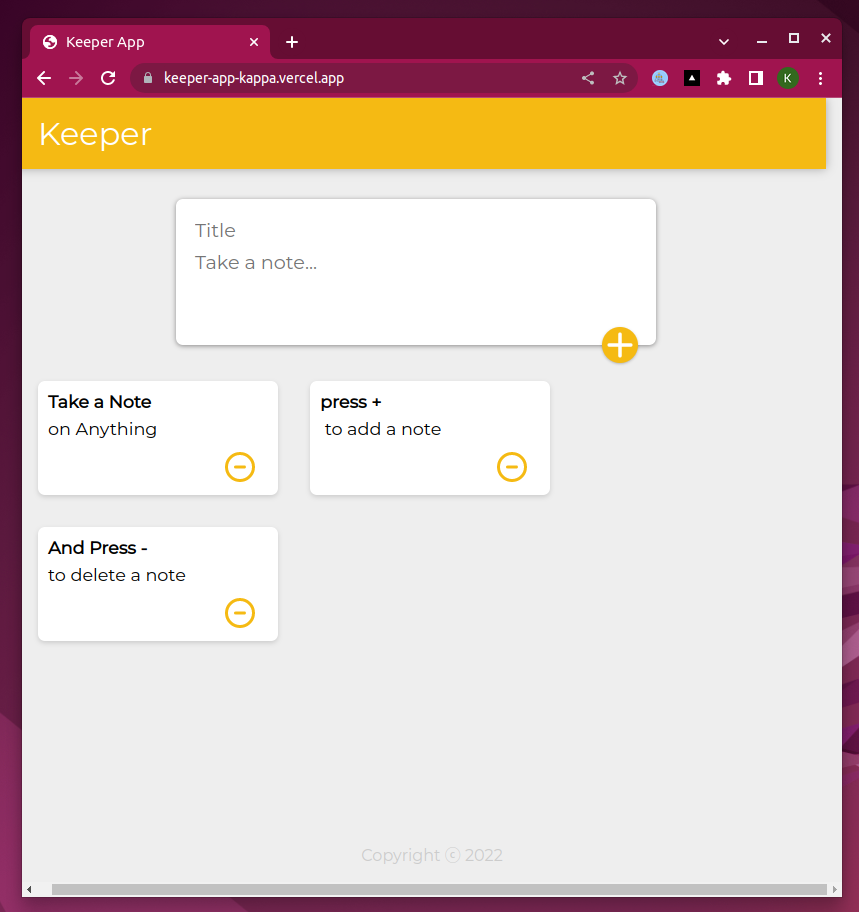 Keeper App
keeper-app-kappa.vercel.app
K
Keeper
Title
Take a note...
Take a Note
on Anything
press +
to add a note
And Press -
to delete a note
Copyright ⓒ 2022